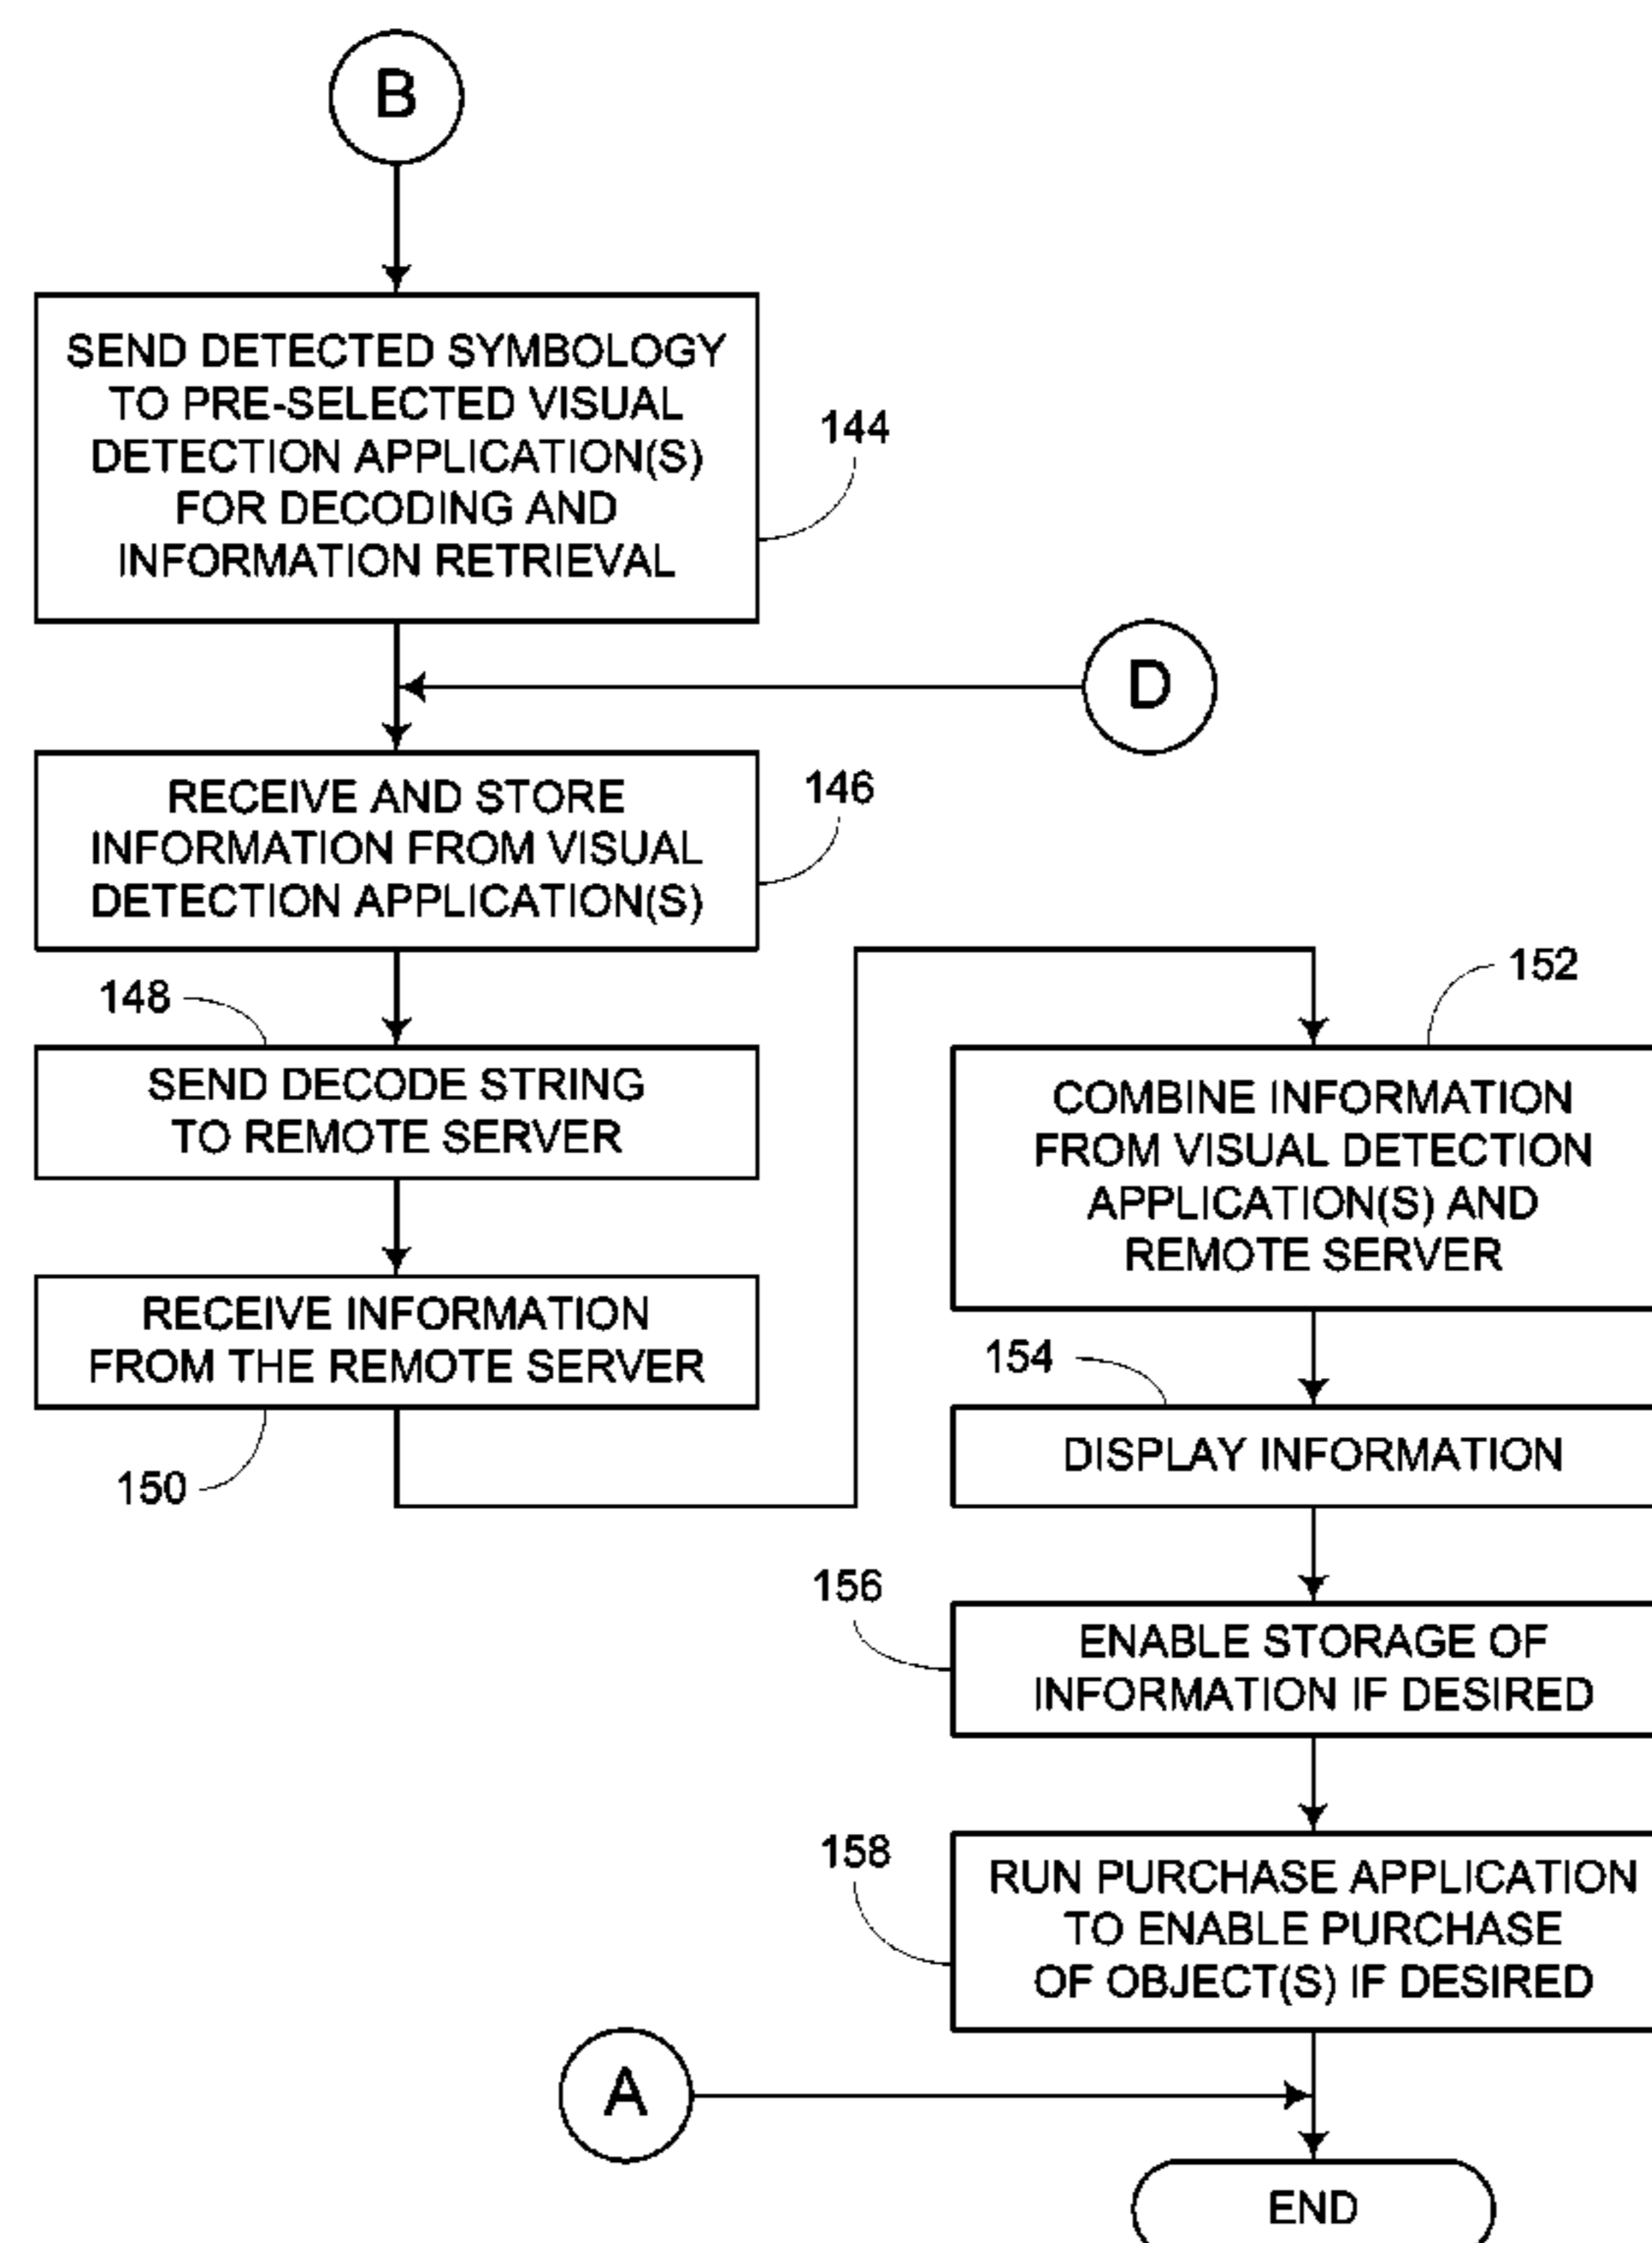 B
SEND DETECTED SYMBOLOGY
TO PRE-SELECTED VISUAL
DETECTION APPLICATION(S)
FOR DECODING AND
INFORMATION RETRIEVAL
144
D
RECEIVE AND STORE
INFORMATION FROM VISUAL
DETECTION APPLICATION(S)
146
148
SEND DECODE STRING
TO REMOTE SERVER
RECEIVE INFORMATION
FROM THE REMOTE SERVER
150
152
COMBINE INFORMATION
FROM VISUAL DETECTION
APPLICATION(S) AND
REMOTE SERVER
154
DISPLAY INFORMATION
156
ENABLE STORAGE OF
INFORMATION IF DESIRED
158
RUN PURCHASE APPLICATION
TO ENABLE PURCHASE
OF OBJECT(S) IF DESIRED
A
END